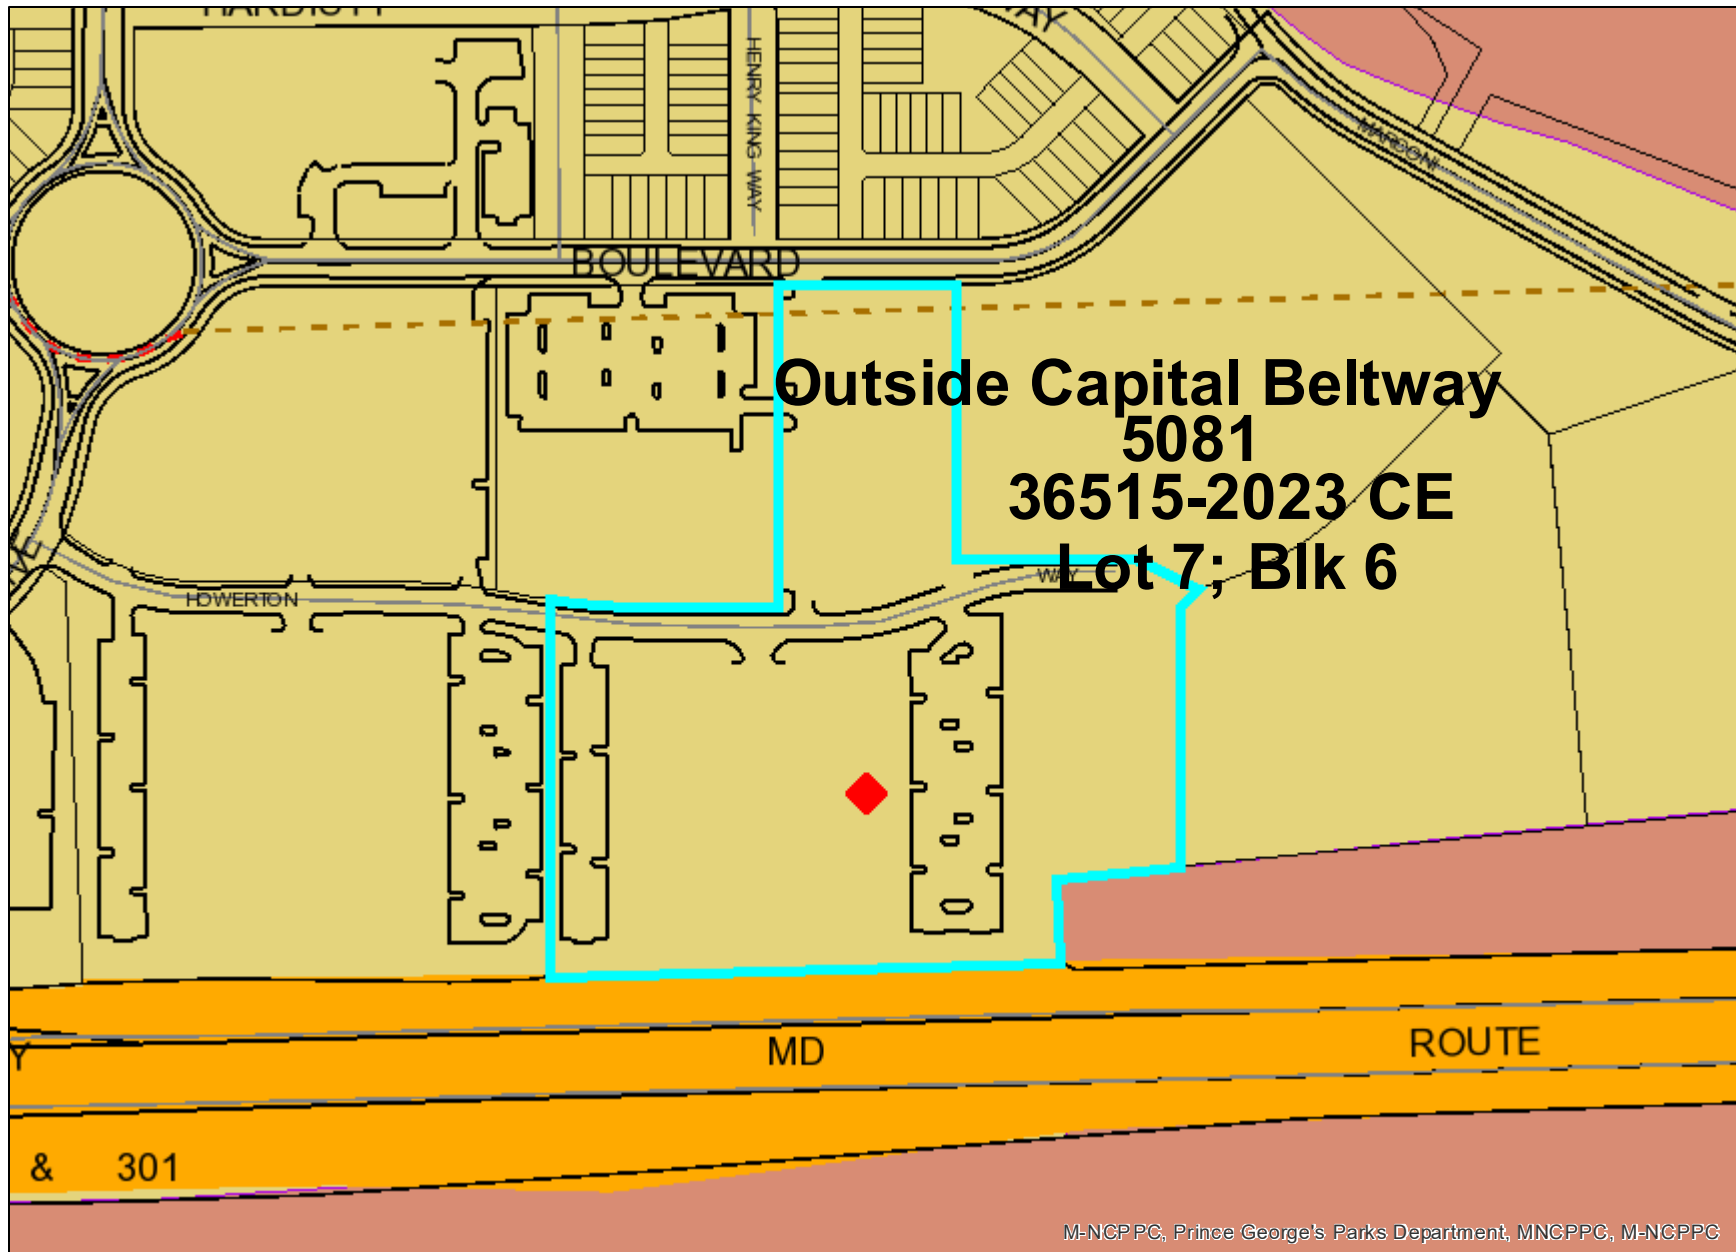 HENRY KING WAY
MARCONI
BOULEVARD
Outside Capital Beltway
5081
36515-2023 CE
Lot 7; Blk 6
WAY
HOWERTON
MD
ROUTE
Y
& 301
M-NCPPC, Prince George's Parks Department, MNCPPC, M-NCPPC